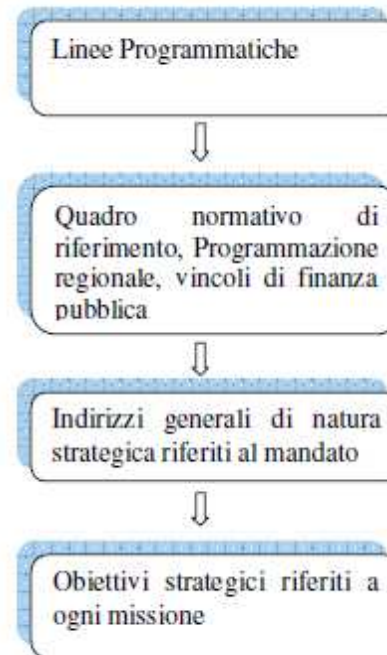 Linee Programmatiche
Quadro normativo di
riferimento, Programmazione
regionale, vincoli di finanza
pubblica
Indirizzi generali di natura
strategica riferiti al mandato
Obiettivi strategici riferiti a
ogni missione